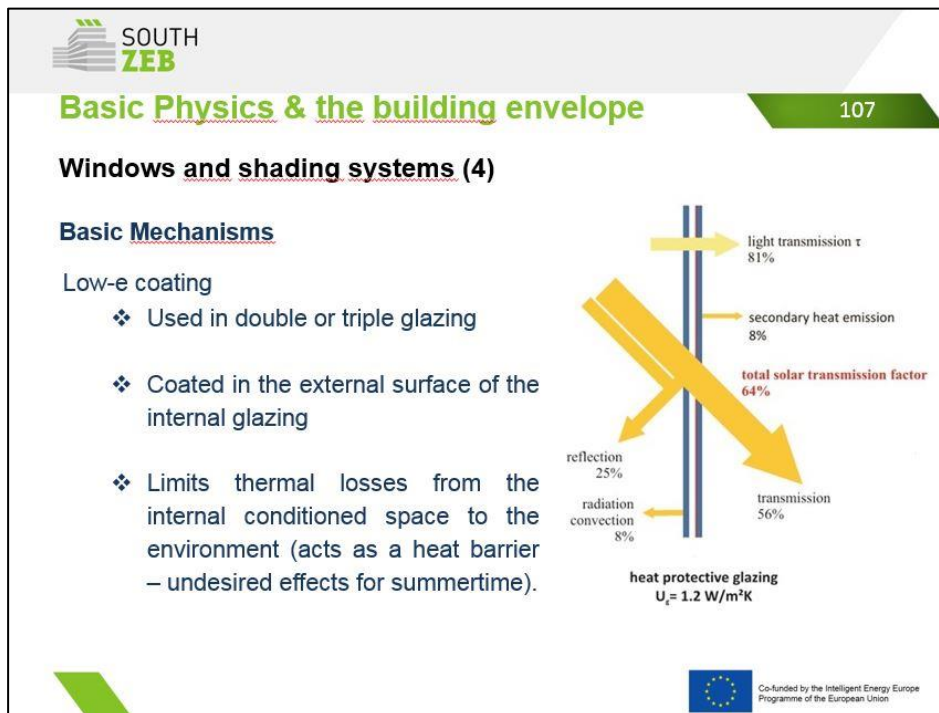 SOUTH
ZEB
Basic Physics & the building envelope
107
Windows and shading systems (4)
Basic Mechanisms
Low-e coating
❖ Used in double or triple glazing
❖ Coated in the external surface of the
internal glazing
❖ Limits thermal losses from the
internal conditioned space to the
environment (acts as a heat barrier
– undesired effects for summertime).
light transmission τ
81%
secondary heat emission
8%
total solar transmission factor
64%
reflection
25%
radiation
convection
8%
transmission
56%
heat protective glazing
Ug= 1.2 W/m²K
Co-funded by the Intelligent Energy Europe
Programme of the European Union